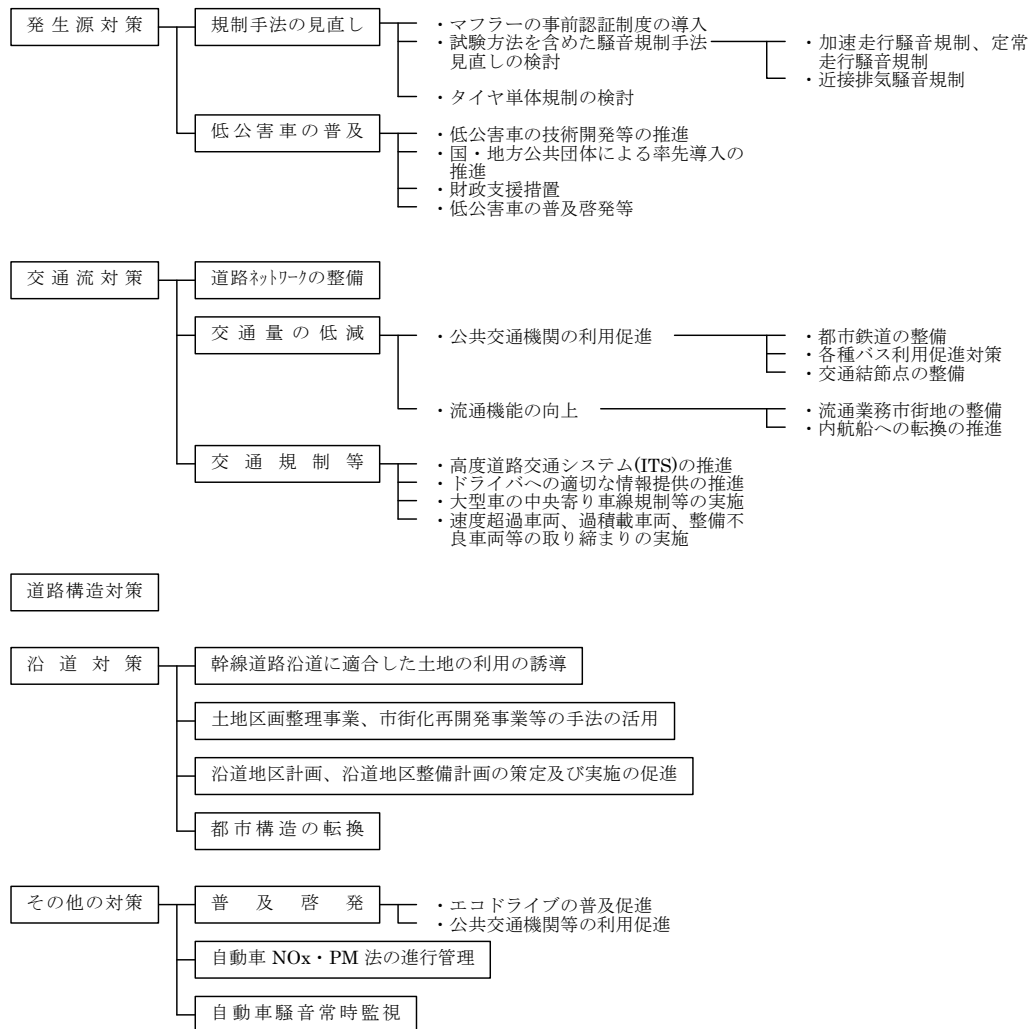 発生源対策
規制手法の見直し
・マフラーの事前認証制度の導入
・試験方法を含めた騒音規制手法
見直しの検討
・加速走行騒音規制、定常
走行騒音規制
・近接排気騒音規制
・タイヤ単体規制の検討
低公害車の普及
・低公害車の技術開発等の推進
・国・地方公共団体による率先導入の
推進
・財政支援措置
・低公害車の普及啓発等
交通流対策
道路ﾈｯﾄﾜｰｸの整備
交通量の低減
・公共交通機関の利用促進
・都市鉄道の整備
・各種バス利用促進対策
・交通結節点の整備
・流通機能の向上
・流通業務市街地の整備
・内航船への転換の推進
交通規制等
・高度道路交通システム(ITS)の推進
・ドライバへの適切な情報提供の推進
・大型車の中央寄り車線規制等の実施
・速度超過車両、過積載車両、整備不
良車両等の取り締まりの実施
道路構造対策
沿道対策
幹線道路沿道に適合した土地の利用の誘導
土地区画整理事業、市街化再開発事業等の手法の活用
沿道地区計画、沿道地区整備計画の策定及び実施の促進
都市構造の転換
その他の対策
普及啓発
・エコドライブの普及促進
・公共交通機関等の利用促進
自動車 NOx・PM 法の進行管理
自動車騒音常時監視